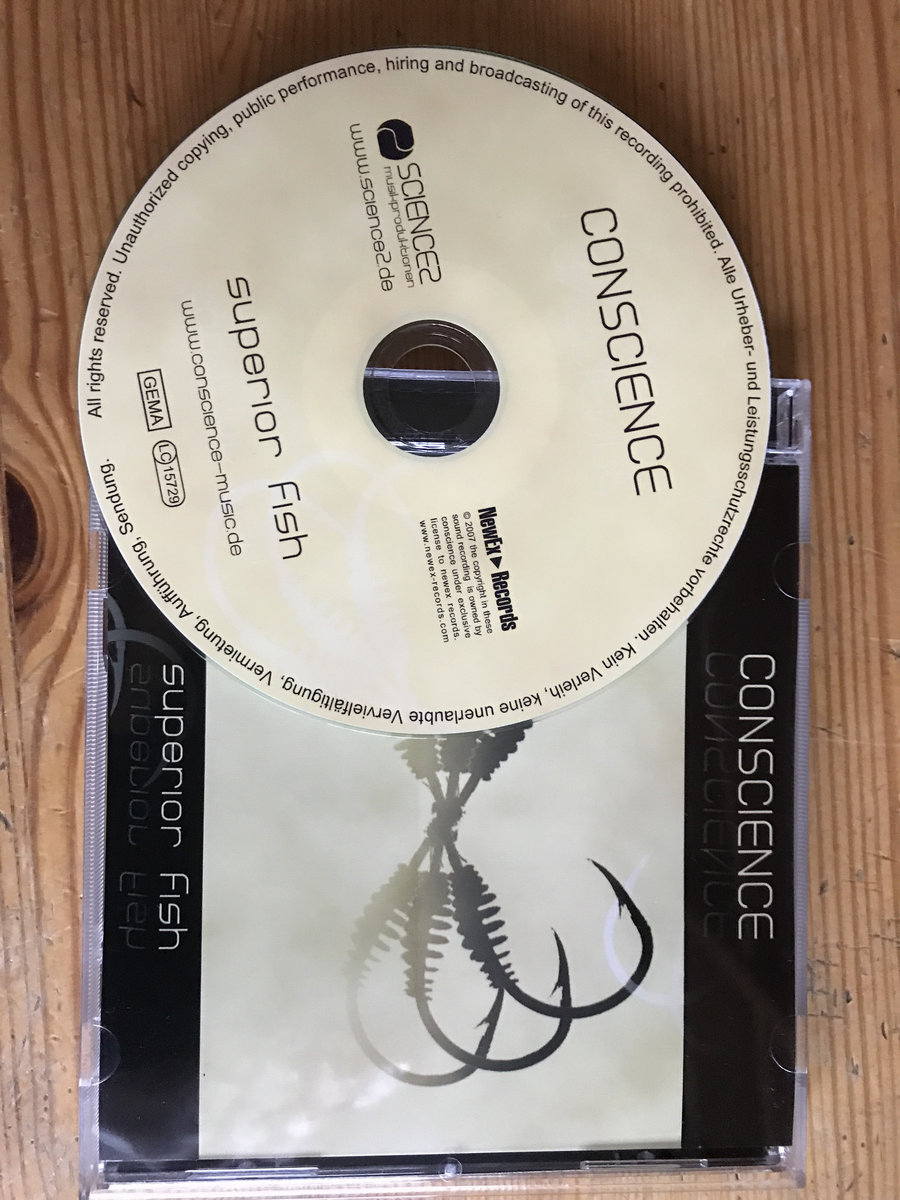 CONSCIENCE
SCIENCE2
musikproduktionen
www.science2.de
NewEx Records
© 2007 the copyright in these
sound recording is owned by
conscience under exclusive
license to newex records.
www.newex-records.com
superior fish
www.conscience-music.de
GEMA
LC 15729
All rights reserved. Unauthorized copying, public performance, hiring and broadcasting of this recording prohibited. Alle Urheber- und Leistungsschutzrechte vorbehalten. Kein Verleih, keine unerlaubte Vervielfältigung, Vermietung, Aufführung, Sendung.
CONSCIENCE
CONSCIENCE
superior fish
superior fish